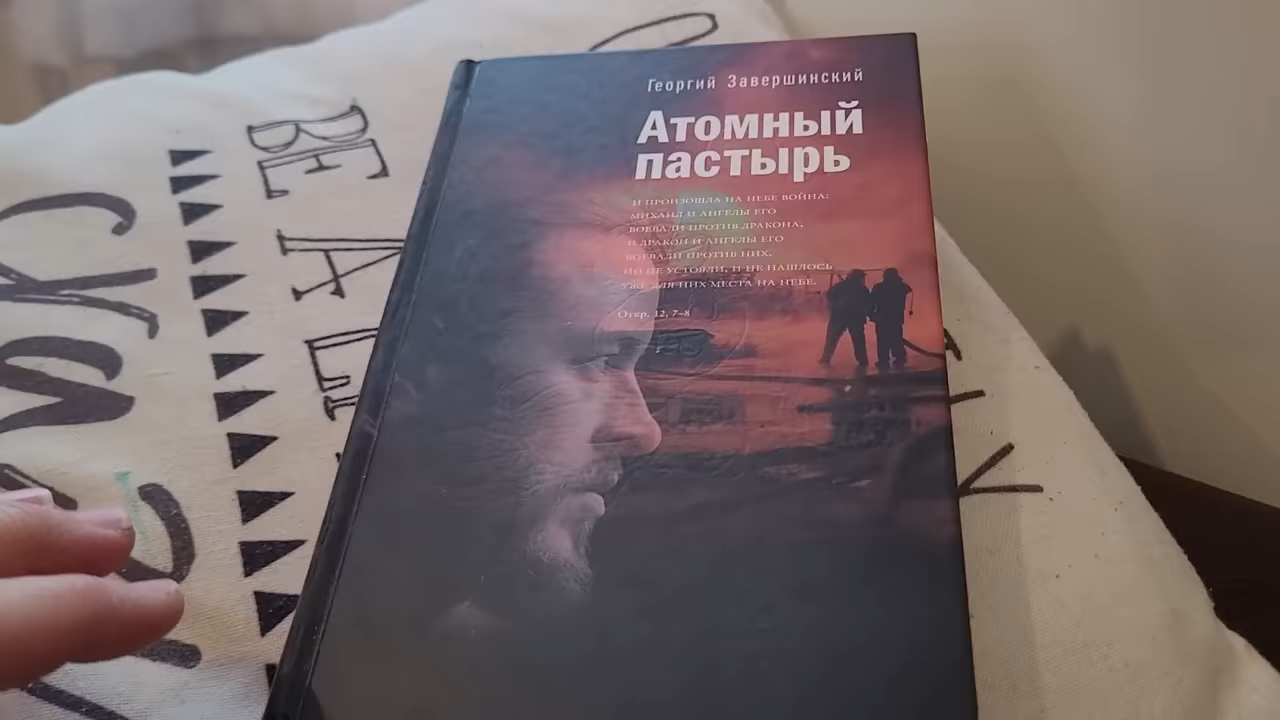 Георгий Завершинский
Атомный
пастырь
И ПРОИЗОШЛА НА НЕБЕ ВОЙНА:
МИХАИЛ И АНГЕЛЫ ЕГО
ВОЕВАЛИ ПРОТИВ ДРАКОНА,
И ДРАКОН И АНГЕЛЫ ЕГО
ВОЕВАЛИ ПРОТИВ НИХ,
НО НЕ УСТОЯЛИ, И НЕ НАШЛОСЬ
УЖЕ ДЛЯ НИХ МЕСТА НА НЕБЕ.
Откр. 12, 7–8
BE
A